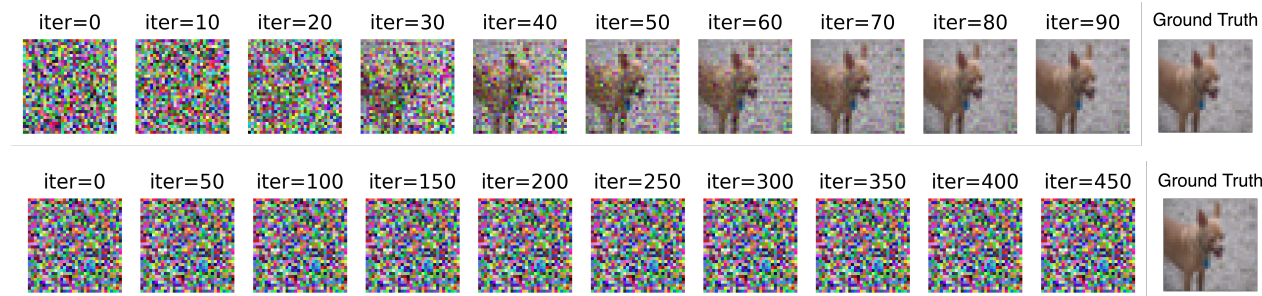 iter=0 iter=10 iter=20 iter=30 iter=40 iter=50 iter=60 iter=70 iter=80 iter=90 Ground Truth
iter=0 iter=50 iter=100 iter=150 iter=200 iter=250 iter=300 iter=350 iter=400 iter=450 Ground Truth